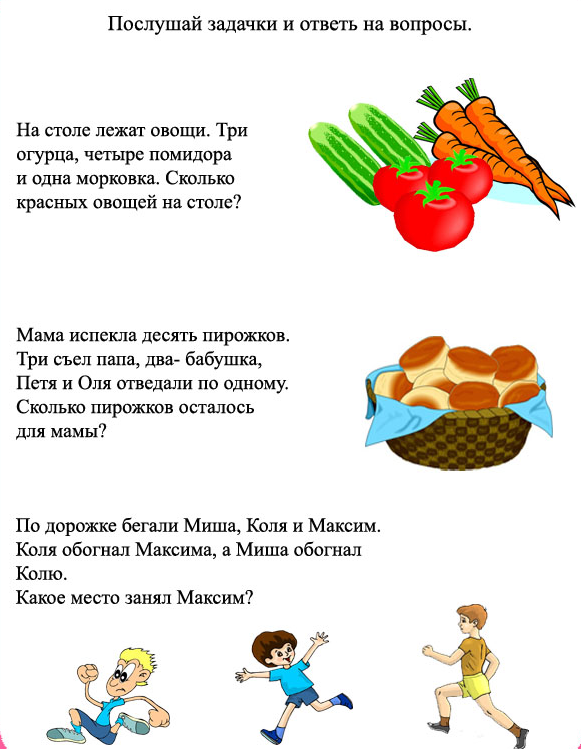 Послушай задачки и ответь на вопросы.
На столе лежат овощи. Три
огурца, четыре помидора
и одна морковка. Сколько
красных овощей на столе?
Мама испекла десять пирожков.
Три съел папа, два- бабушка,
Петя и Оля отведали по одному.
Сколько пирожков осталось
для мамы?
По дорожке бегали Миша, Коля и Максим.
Коля обогнал Максима, а Миша обогнал
Колю.
Какое место занял Максим?